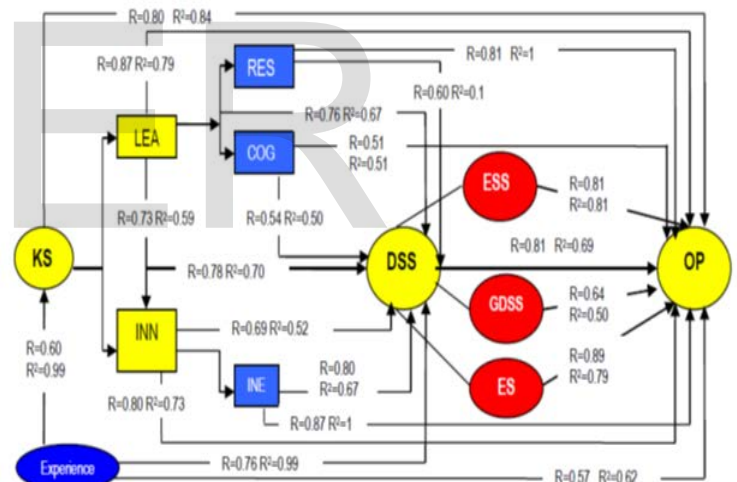 R=0.80 R²=0.84
ER
R=0.87 R²=0.79
RES
R=0.81 R²=1
R=0.60 R²=0.1
LEA
R=0.76 R²=0.67
COG
R=0.51
R²=0.51
ESS
R=0.81
R²=0.81
R=0.73 R²=0.59
R=0.54 R²=0.50
KS
R=0.78 R²=0.70
DSS
R=0.81 R²=0.69
OP
GDSS
R=0.64
R²=0.50
INN
R=0.69 R²=0.52
R=0.60
R²=0.99
R=0.80
R²=0.67
INE
ES
R=0.89
R²=0.79
R=0.80 R²=0.73
R=0.87 R²=1
Experience
R=0.76 R²=0.99
R=0.57 R²=0.62